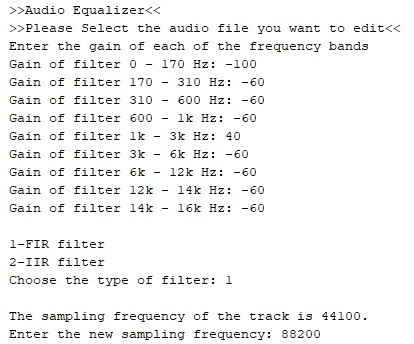 >>Audio Equalizer<<
>>Please Select the audio file you want to edit<<
Enter the gain of each of the frequency bands
Gain of filter 0 - 170 Hz: -100
Gain of filter 170 - 310 Hz: -60
Gain of filter 310 - 600 Hz: -60
Gain of filter 600 - 1k Hz: -60
Gain of filter 1k - 3k Hz: 40
Gain of filter 3k - 6k Hz: -60
Gain of filter 6k - 12k Hz: -60
Gain of filter 12k - 14k Hz: -60
Gain of filter 14k - 16k Hz: -60
1-FIR filter
2-IIR filter
Choose the type of filter: 1
The sampling frequency of the track is 44100.
Enter the new sampling frequency: 88200